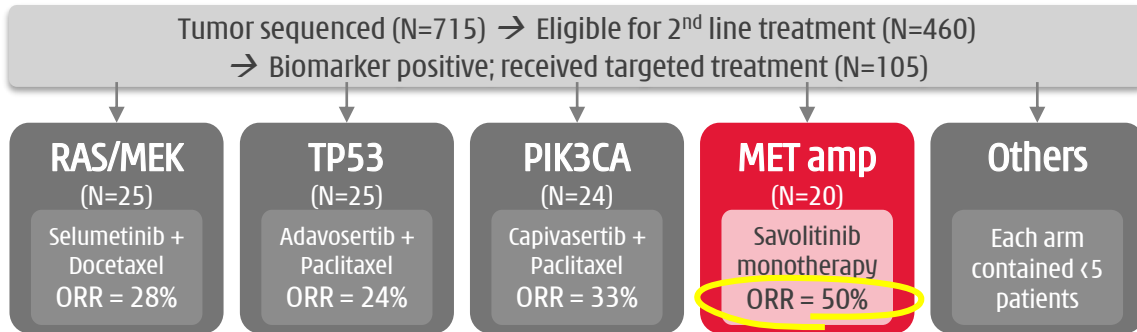 Tumor sequenced (N=715) → Eligible for 2nd line treatment (N=460)
→ Biomarker positive; received targeted treatment (N=105)
RAS/MEK
(N=25)
Selumetinib +
Docetaxel
ORR = 28%
TP53
(N=25)
Adavosertib +
Paclitaxel
ORR = 24%
PIK3CA
(N=24)
Capivasertib +
Paclitaxel
ORR = 33%
MET amp
(N=20)
Savolitinib
monotherapy
ORR = 50%
Others
Each arm
contained <5
patients